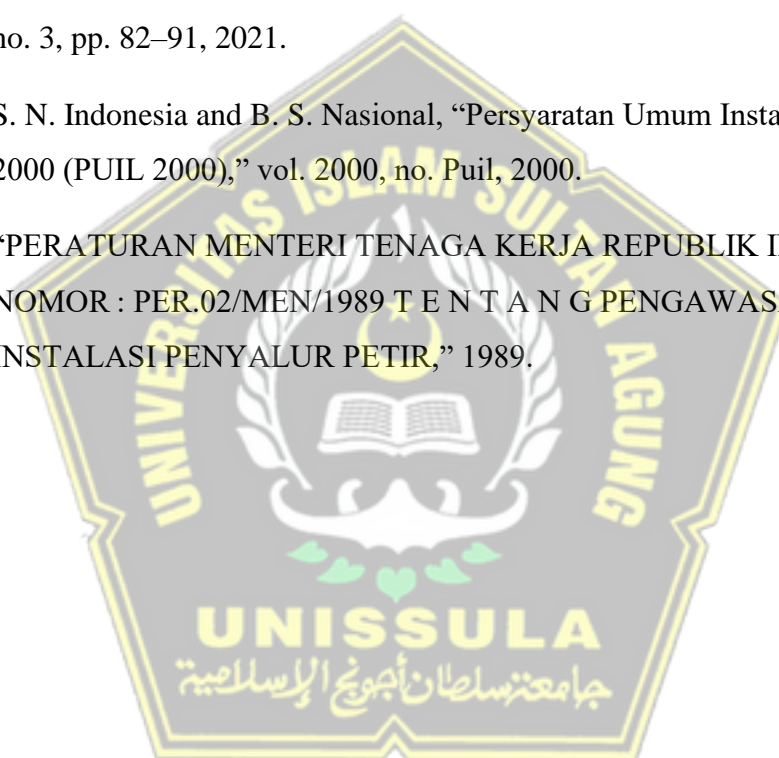 no. 3, pp. 82–91, 2021.
S. N. Indonesia and B. S. Nasional, “Persyaratan Umum Insta
2000 (PUIL 2000),” vol. 2000, no. Puil, 2000.
“PERATURAN MENTERI TENAGA KERJA REPUBLIK I
NOMOR : PER.02/MEN/1989 T E N T A N G PENGAWAS
INSTALASI PENYALUR PETIR,” 1989.
UNIVERSITAS ISLAM SULTAN AGUNG
UNISSULA
جامعة سلطان أجونج الإسلامية